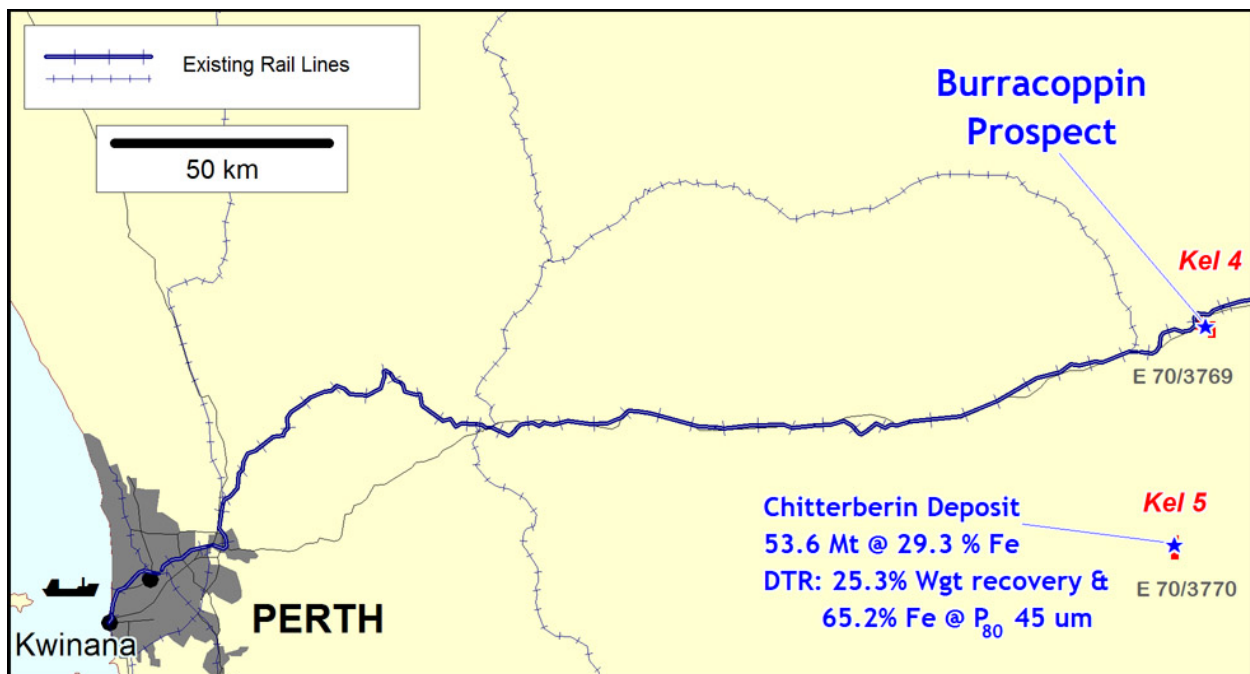 Existing Rail Lines
50 km
Burracoppin
Prospect
Kel 4
E 70/3769
Chitterberin Deposit
53.6 Mt @ 29.3 % Fe
DTR: 25.3% Wgt recovery &
65.2% Fe @ P80 45 um
Kel 5
E 70/3770
PERTH
Kwinana